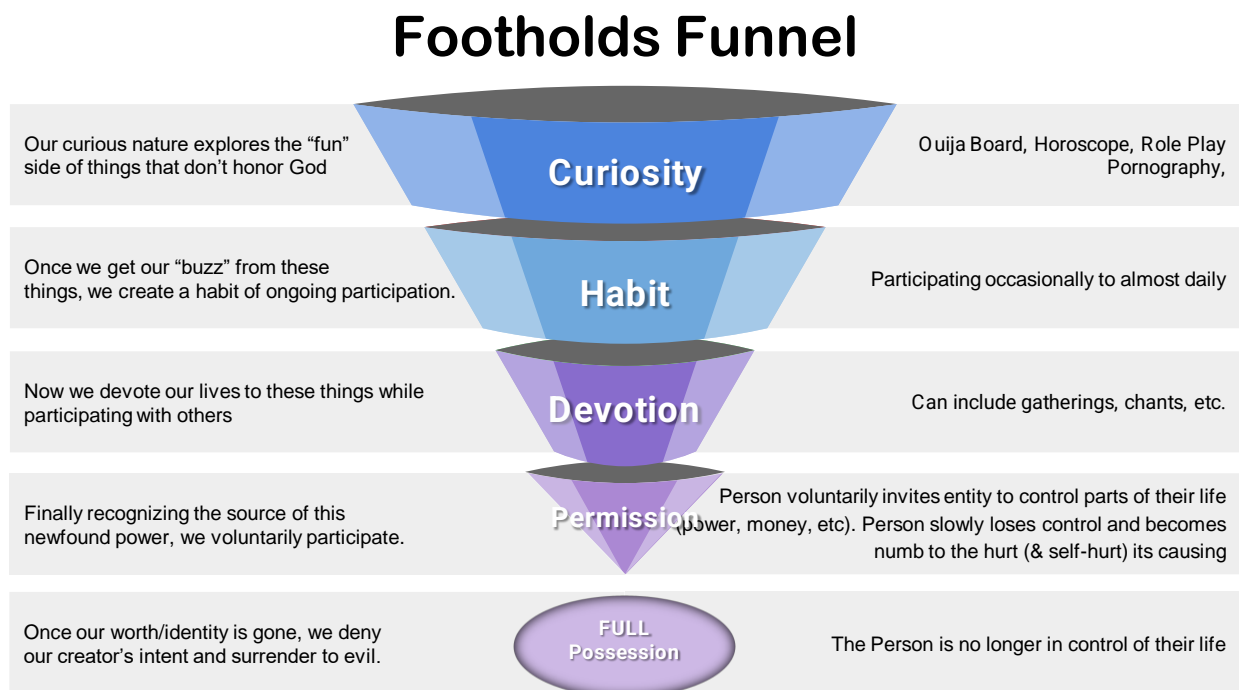 Footholds Funnel
Our curious nature explores the “fun”
side of things that don’t honor God
Curiosity
Ouija Board, Horoscope, Role Play
Pornography,
Once we get our “buzz” from these
things, we create a habit of ongoing participation.
Habit
Participating occasionally to almost daily
Now we devote our lives to these things while
participating with others
Devotion
Can include gatherings, chants, etc.
Finally recognizing the source of this
newfound power, we voluntarily participate.
Permission
Person voluntarily invites entity to control parts of their life
(power, money, etc). Person slowly loses control and becomes
numb to the hurt (& self-hurt) its causing
Once our worth/identity is gone, we deny
our creator’s intent and surrender to evil.
FULL
Possession
The Person is no longer in control of their life